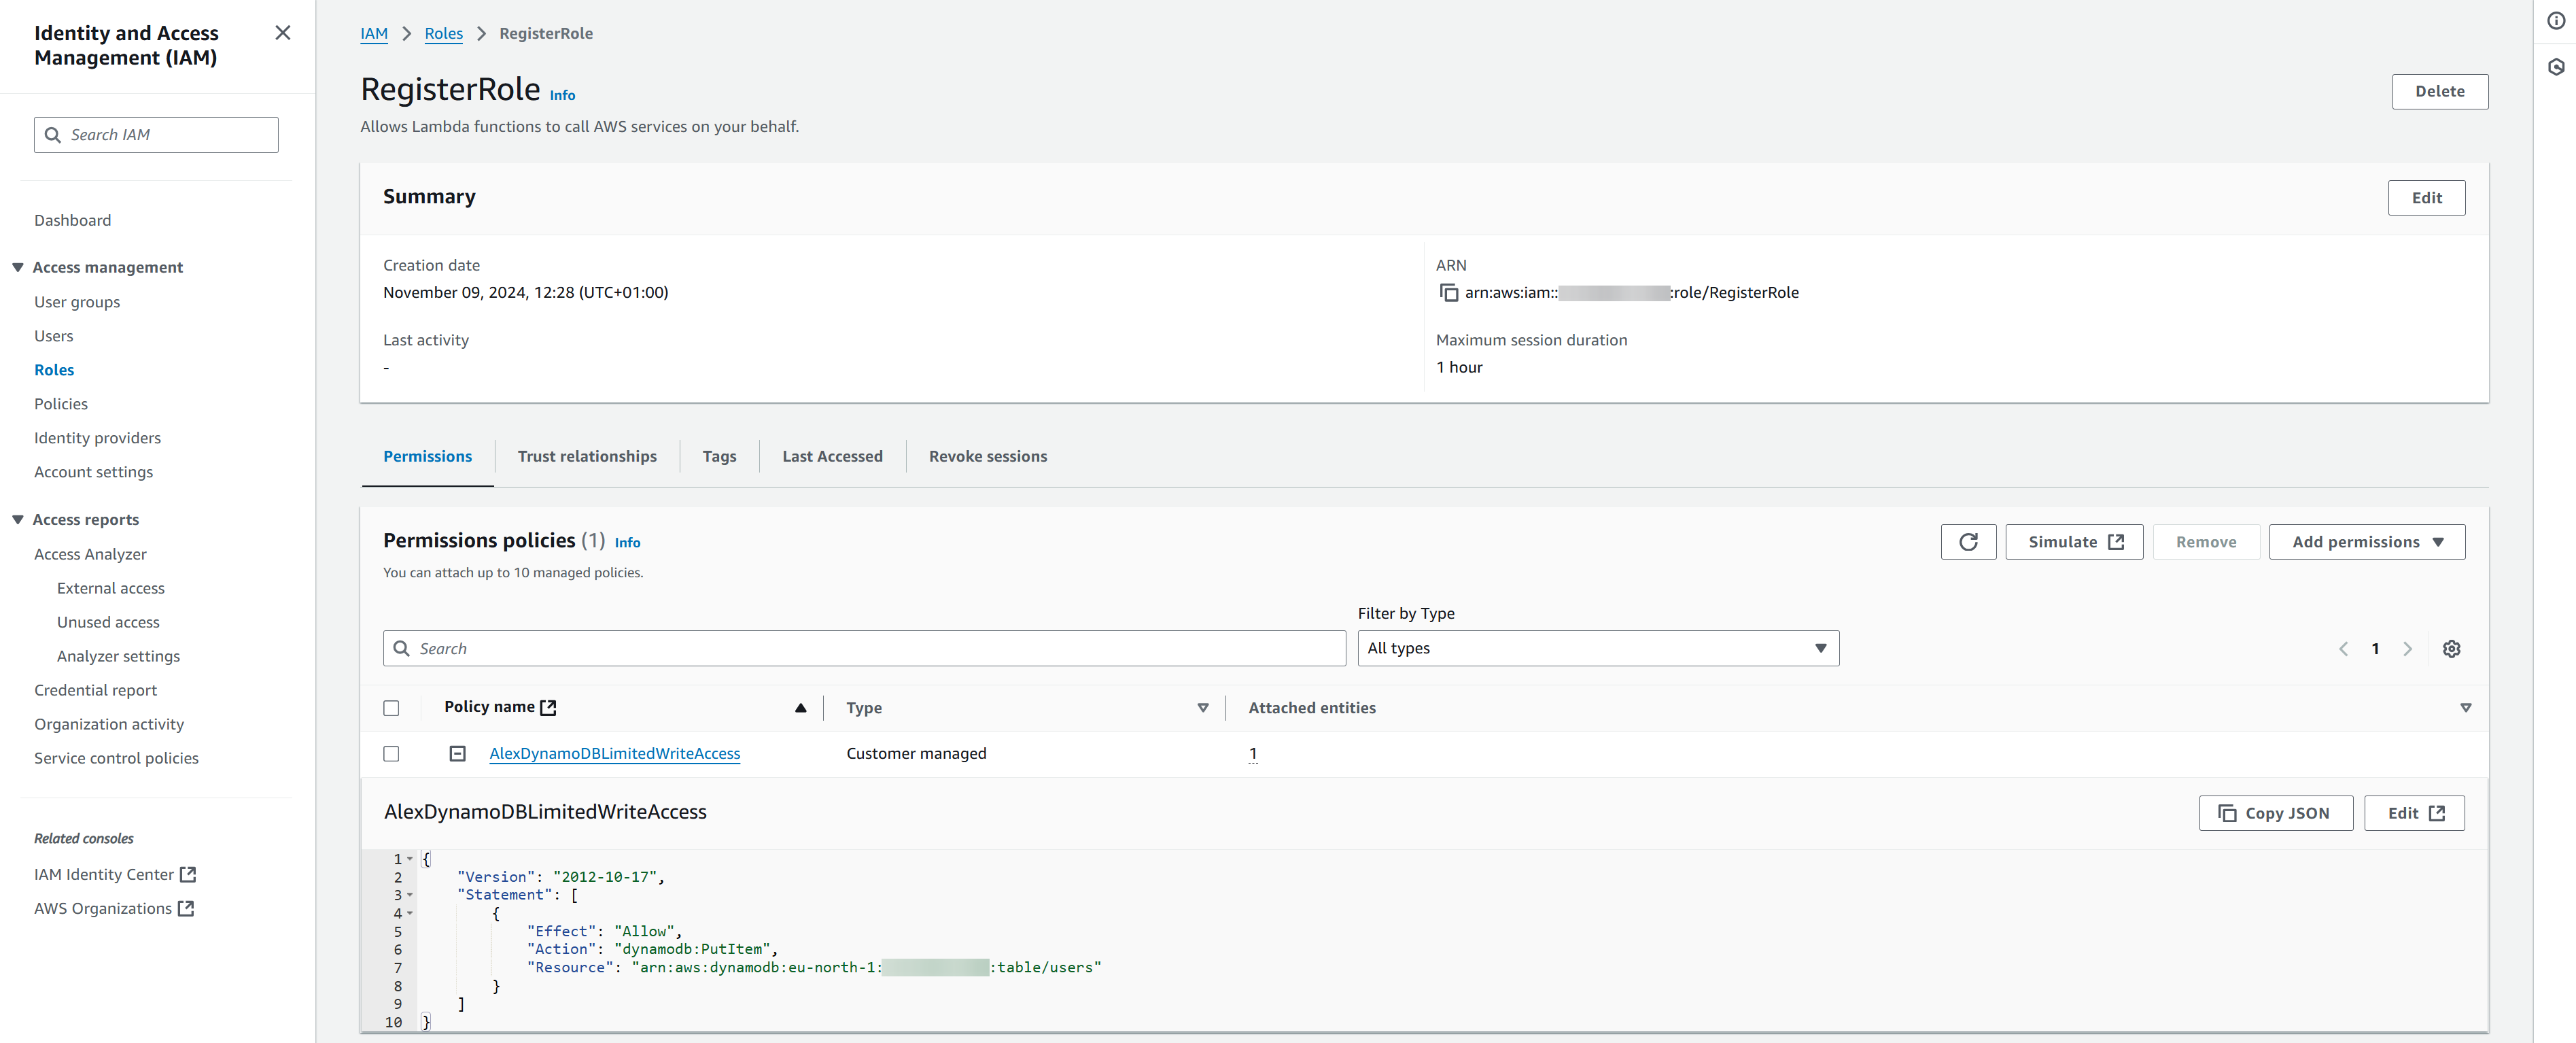 Identity and Access
Management (IAM)
Search IAM
Dashboard
Access management
User groups
Users
Roles
Policies
Identity providers
Account settings
Access reports
Access Analyzer
External access
Unused access
Analyzer settings
Credential report
Organization activity
Service control policies
Related consoles
IAM Identity Center
AWS Organizations
IAM > Roles > RegisterRole
RegisterRole Info
Delete
Allows Lambda functions to call AWS services on your behalf.
Summary
Edit
Creation date
November 09, 2024, 12:28 (UTC+01:00)
ARN
arn:aws:iam:: :role/RegisterRole
Last activity
-
Maximum session duration
1 hour
Permissions
Trust relationships
Tags
Last Accessed
Revoke sessions
Permissions policies (1) Info
You can attach up to 10 managed policies.
Simulate
Remove
Add permissions
Filter by Type
Search
All types
1
Policy name
Type
Attached entities
AlexDynamoDBLimitedWriteAccess
Customer managed
1
AlexDynamoDBLimitedWriteAccess
Copy JSON
Edit
1 {
2 "Version": "2012-10-17",
3 "Statement": [
4 {
5 "Effect": "Allow",
6 "Action": "dynamodb:PutItem",
7 "Resource": "arn:aws:dynamodb:eu-north-1: :table/users"
8 }
9 ]
10 }